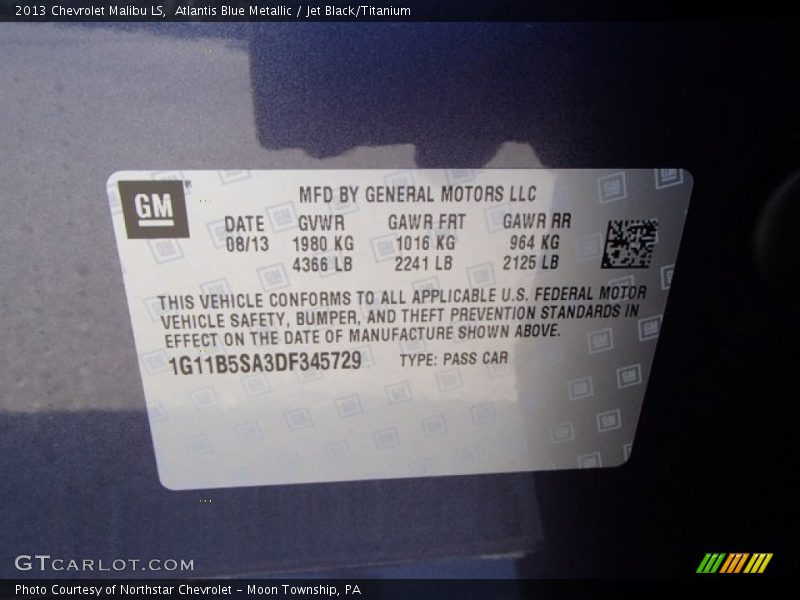 2013 Chevrolet Malibu LS, Atlantis Blue Metallic / Jet Black/Titanium
GM
MFD BY GENERAL MOTORS LLC
DATE GVWR GAWR FRT GAWR RR
08/13 1980 KG 1016 KG 964 KG
4366 LB 2241 LB 2125 LB
THIS VEHICLE CONFORMS TO ALL APPLICABLE U.S. FEDERAL MOTOR
VEHICLE SAFETY, BUMPER, AND THEFT PREVENTION STANDARDS IN
EFFECT ON THE DATE OF MANUFACTURE SHOWN ABOVE.
1G11B5SA3DF345729 TYPE: PASS CAR
GTCARLOT.COM
Photo Courtesy of Northstar Chevrolet - Moon Township, PA